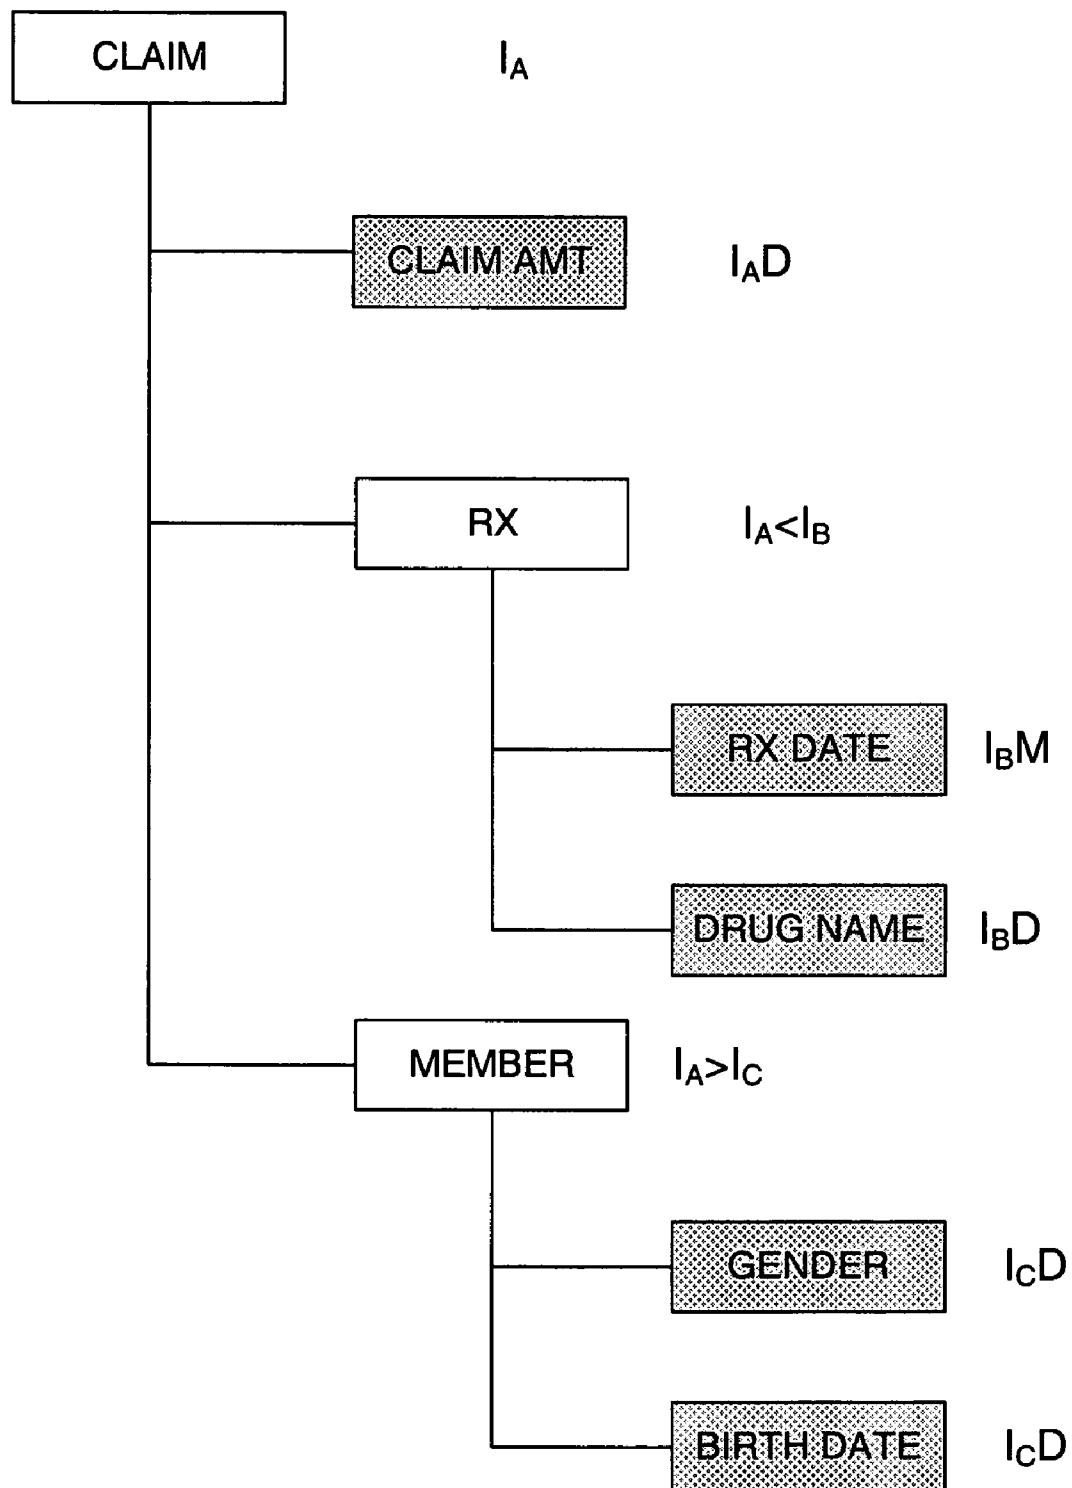 CLAIM I_A
CLAIM AMT I_AD
RX I_A<I_B
RX DATE I_BM
DRUG NAME I_BD
MEMBER I_A>I_C
GENDER I_CD
BIRTH DATE I_CD